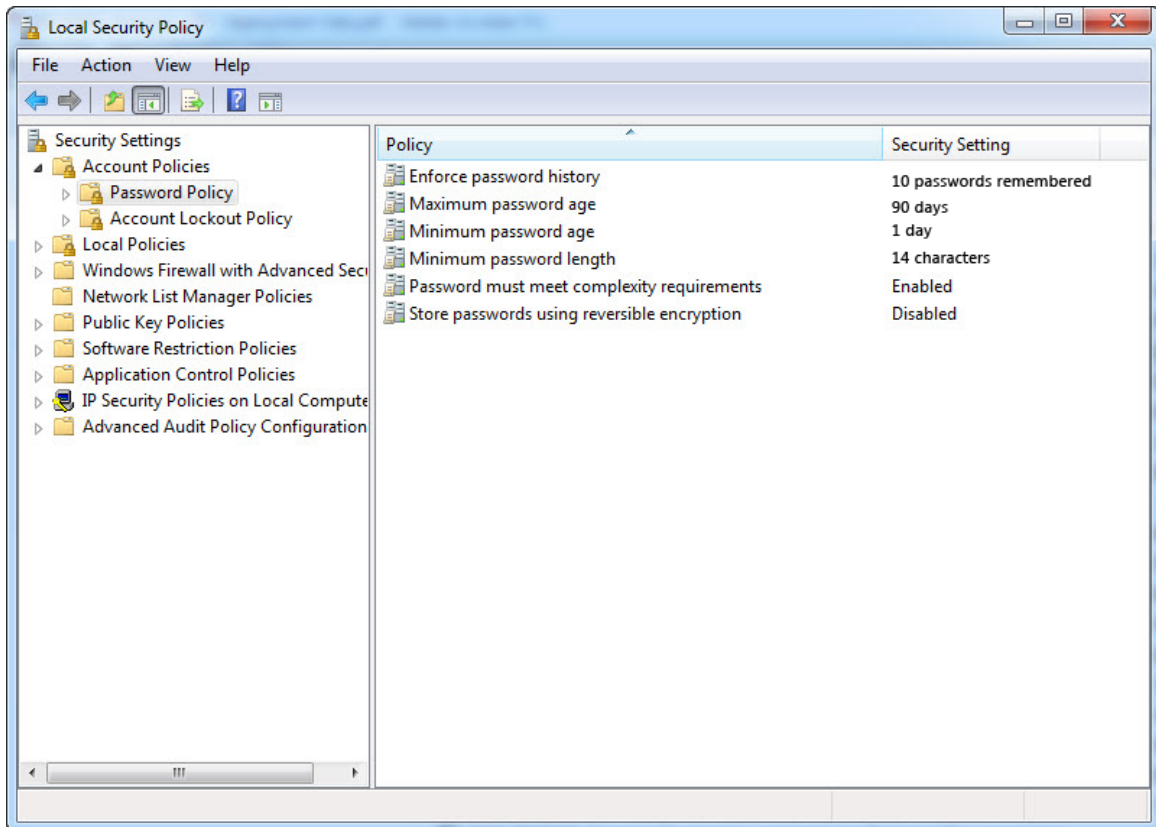 Local Security Policy
File Action View Help
Security Settings
Account Policies
Password Policy
Account Lockout Policy
Local Policies
Windows Firewall with Advanced Secu
Network List Manager Policies
Public Key Policies
Software Restriction Policies
Application Control Policies
IP Security Policies on Local Compute
Advanced Audit Policy Configuration
Policy Security Setting
Enforce password history 10 passwords remembered
Maximum password age 90 days
Minimum password age 1 day
Minimum password length 14 characters
Password must meet complexity requirements Enabled
Store passwords using reversible encryption Disabled